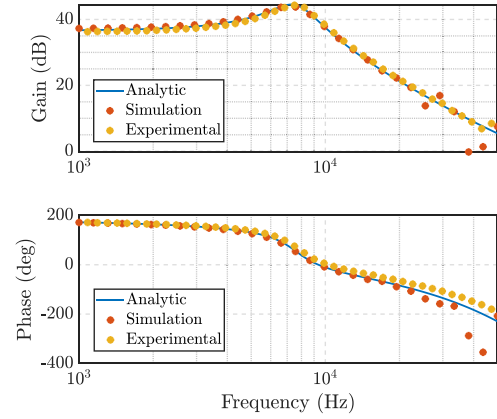 40
20
0
Gain (dB)
Analytic
Simulation
Experimental
10^3
10^4
200
0
-200
-400
Phase (deg)
Analytic
Simulation
Experimental
10^3
10^4
Frequency (Hz)